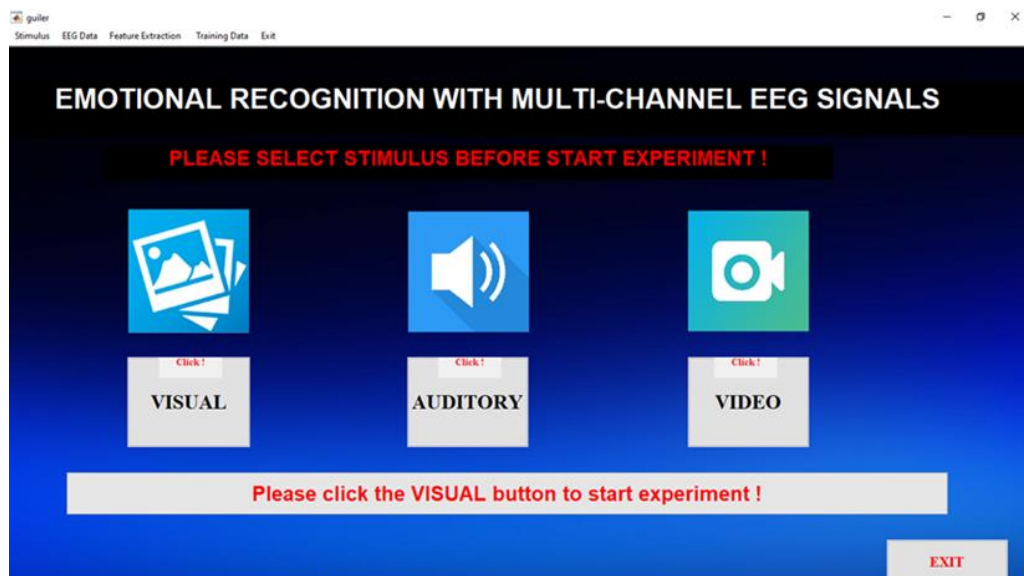 guiler
Stimulus EEG Data Feature Extraction Training Data Exit
EMOTIONAL RECOGNITION WITH MULTI-CHANNEL EEG SIGNALS
PLEASE SELECT STIMULUS BEFORE START EXPERIMENT !
Click ! Click ! Click !
VISUAL AUDITORY VIDEO
Please click the VISUAL button to start experiment !
EXIT